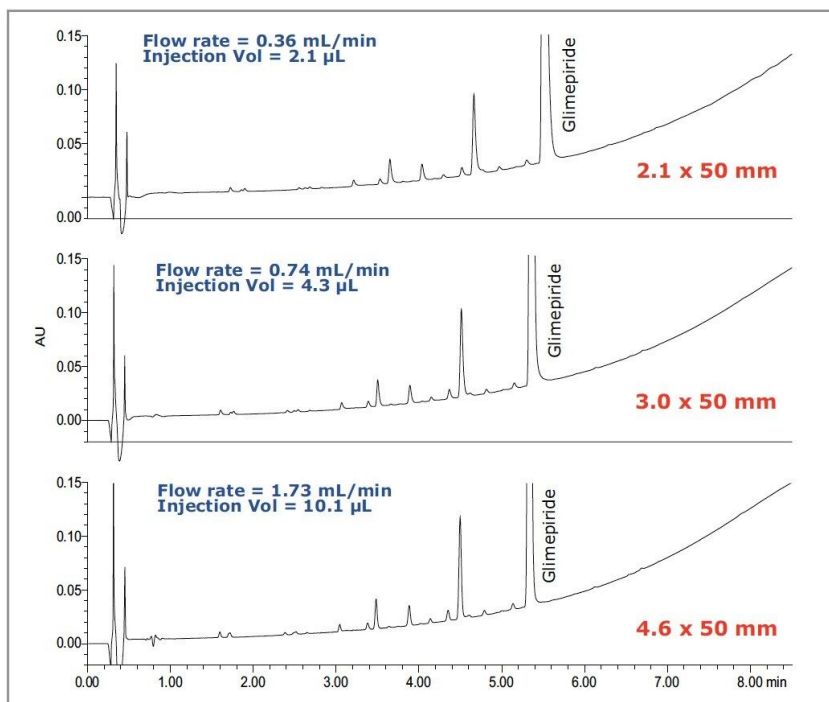 0.15
Flow rate = 0.36 mL/min
Injection Vol = 2.1 µL
0.10
0.05
0.00
Glimepiride
2.1 x 50 mm
0.15
Flow rate = 0.74 mL/min
Injection Vol = 4.3 µL
0.10
AU
0.05
0.00
Glimepiride
3.0 x 50 mm
0.15
Flow rate = 1.73 mL/min
Injection Vol = 10.1 µL
0.10
0.05
0.00
Glimepiride
4.6 x 50 mm
0.00 1.00 2.00 3.00 4.00 5.00 6.00 7.00 8.00 min